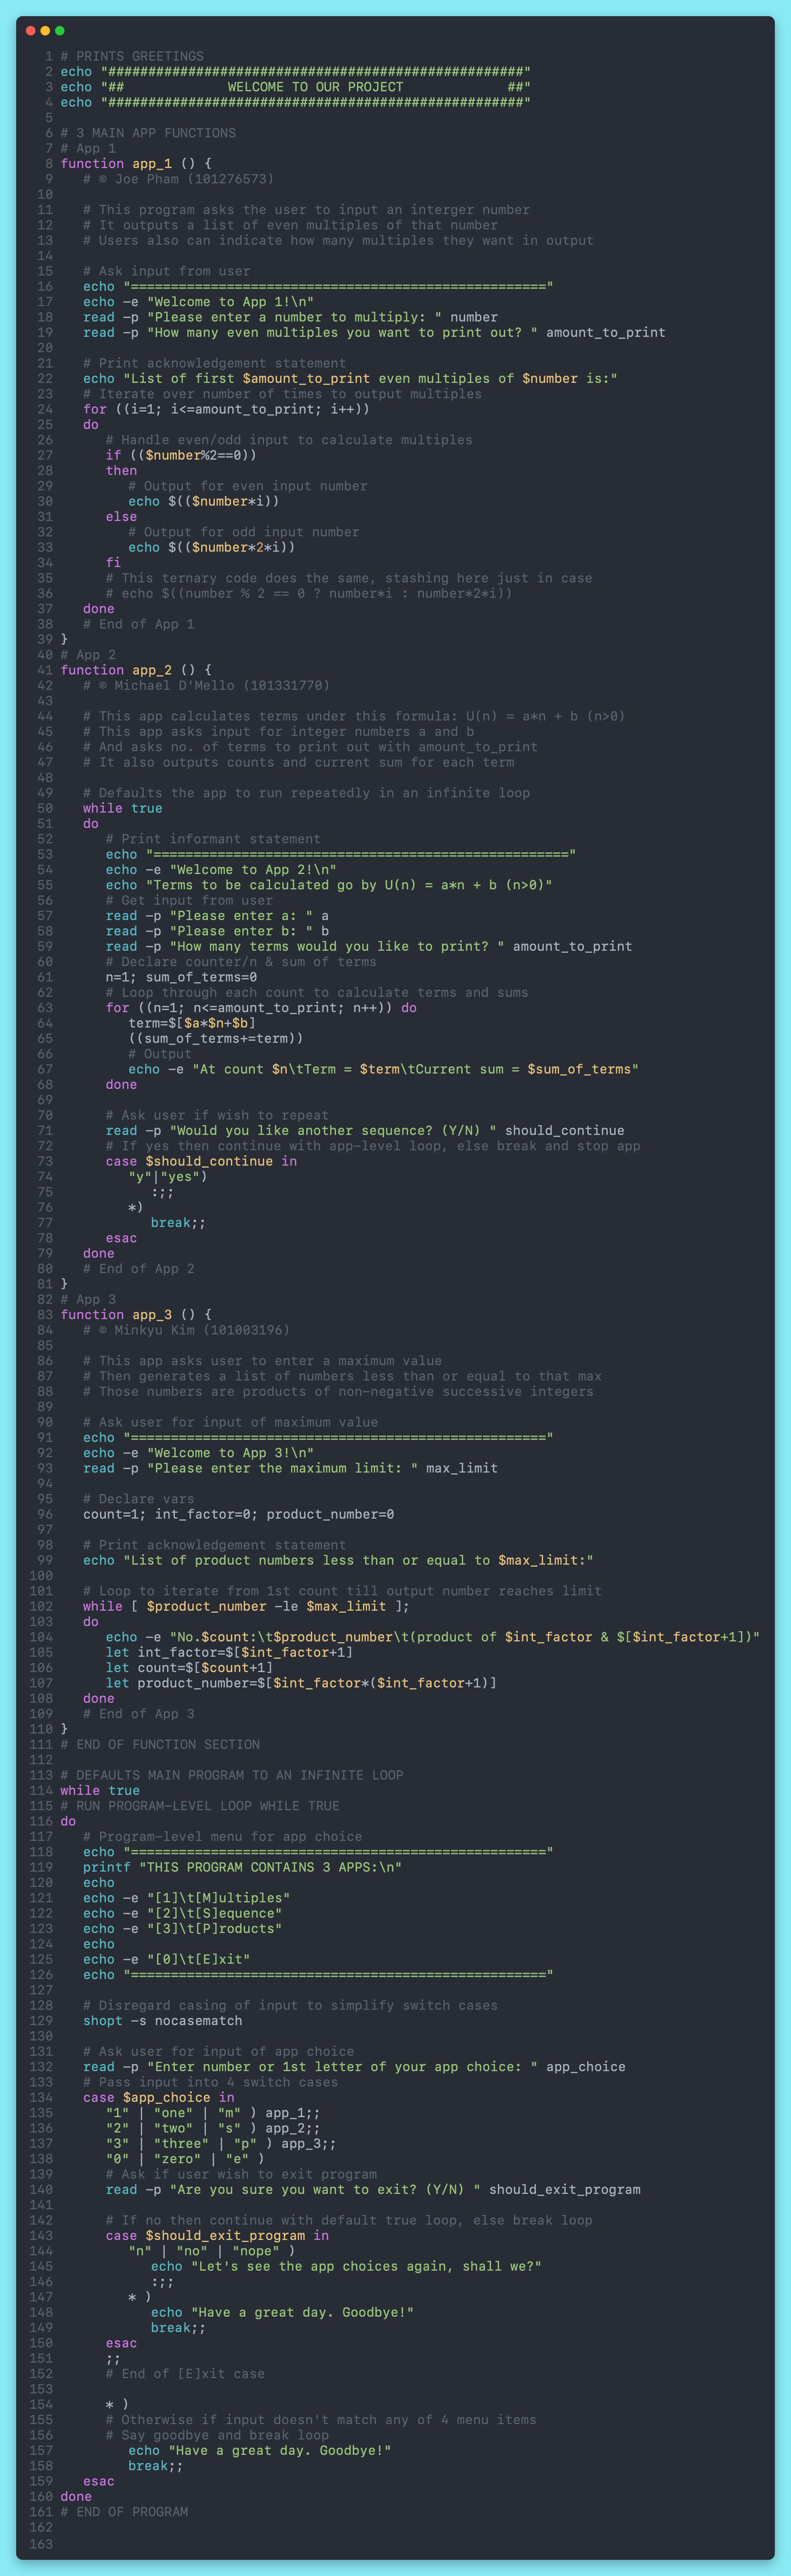 1 # PRINTS GREETINGS
2 echo "####################################################"
3 echo "##             WELCOME TO OUR PROJECT             ##"
4 echo "####################################################"
5
6 # 3 MAIN APP FUNCTIONS
7 # App 1
8 function app_1 () {
9    # © Joe Pham (101276573)
10
11    # This program asks the user to input an interger number
12    # It outputs a list of even multiples of that number
13    # Users also can indicate how many multiples they want in output
14
15    # Ask input from user
16    echo "===================================================="
17    echo -e "Welcome to App 1!\n"
18    read -p "Please enter a number to multiply: " number
19    read -p "How many even multiples you want to print out? " amount_to_print
20
21    # Print acknowledgement statement
22    echo "List of first $amount_to_print even multiples of $number is:"
23    # Iterate over number of times to output multiples
24    for ((i=1; i<=amount_to_print; i++))
25    do
26       # Handle even/odd input to calculate multiples
27       if (($number%2==0))
28       then
29          # Output for even input number
30          echo $(($number*i))
31       else
32          # Output for odd input number
33          echo $(($number*2*i))
34       fi
35       # This ternary code does the same, stashing here just in case
36       # echo $((number % 2 == 0 ? number*i : number*2*i))
37    done
38    # End of App 1
39 }
40 # App 2
41 function app_2 () {
42    # © Michael D'Mello (101331770)
43
44    # This app calculates terms under this formula: U(n) = a*n + b (n>0)
45    # This app asks input for integer numbers a and b
46    # And asks no. of terms to print out with amount_to_print
47    # It also outputs counts and current sum for each term
48
49    # Defaults the app to run repeatedly in an infinite loop
50    while true
51    do
52       # Print informant statement
53       echo "===================================================="
54       echo -e "Welcome to App 2!\n"
55       echo "Terms to be calculated go by U(n) = a*n + b (n>0)"
56       # Get input from user
57       read -p "Please enter a: " a
58       read -p "Please enter b: " b
59       read -p "How many terms would you like to print? " amount_to_print
60       # Declare counter/n & sum of terms
61       n=1; sum_of_terms=0
62       # Loop through each count to calculate terms and sums
63       for ((n=1; n<=amount_to_print; n++)) do
64          term=$[$a*$n+$b]
65          ((sum_of_terms+=term))
66          # Output
67          echo -e "At count $n\tTerm = $term\tCurrent sum = $sum_of_terms"
68       done
69
70       # Ask user if wish to repeat
71       read -p "Would you like another sequence? (Y/N) " should_continue
72       # If yes then continue with app-level loop, else break and stop app
73       case $should_continue in
74          "y"|"yes")
75             :;;
76          *)
77             break;;
78       esac
79    done
80    # End of App 2
81 }
82 # App 3
83 function app_3 () {
84    # © Minkyu Kim (101003196)
85
86    # This app asks user to enter a maximum value
87    # Then generates a list of numbers less than or equal to that max
88    # Those numbers are products of non-negative successive integers
89
90    # Ask user for input of maximum value
91    echo "===================================================="
92    echo -e "Welcome to App 3!\n"
93    read -p "Please enter the maximum limit: " max_limit
94
95    # Declare vars
96    count=1; int_factor=0; product_number=0
97
98    # Print acknowledgement statement
99    echo "List of product numbers less than or equal to $max_limit:"
100
101    # Loop to iterate from 1st count till output number reaches limit
102    while [ $product_number -le $max_limit ];
103    do
104       echo -e "No.$count:\t$product_number\t(product of $int_factor & $[$int_factor+1])"
105       let int_factor=$[$int_factor+1]
106       let count=$[$count+1]
107       let product_number=$[$int_factor*($int_factor+1)]
108    done
109    # End of App 3
110 }
111 # END OF FUNCTION SECTION
112
113 # DEFAULTS MAIN PROGRAM TO AN INFINITE LOOP
114 while true
115 # RUN PROGRAM-LEVEL LOOP WHILE TRUE
116 do
117    # Program-level menu for app choice
118    echo "===================================================="
119    printf "THIS PROGRAM CONTAINS 3 APPS:\n"
120    echo
121    echo -e "[1]\t[M]ultiples"
122    echo -e "[2]\t[S]equence"
123    echo -e "[3]\t[P]roducts"
124    echo
125    echo -e "[0]\t[E]xit"
126    echo "===================================================="
127
128    # Disregard casing of input to simplify switch cases
129    shopt -s nocasematch
130
131    # Ask user for input of app choice
132    read -p "Enter number or 1st letter of your app choice: " app_choice
133    # Pass input into 4 switch cases
134    case $app_choice in
135       "1" | "one" | "m" ) app_1;;
136       "2" | "two" | "s" ) app_2;;
137       "3" | "three" | "p" ) app_3;;
138       "0" | "zero" | "e" )
139       # Ask if user wish to exit program
140       read -p "Are you sure you want to exit? (Y/N) " should_exit_program
141
142       # If no then continue with default true loop, else break loop
143       case $should_exit_program in
144          "n" | "no" | "nope" )
145             echo "Let's see the app choices again, shall we?"
146             :;;
147          * )
148             echo "Have a great day. Goodbye!"
149             break;;
150       esac
151       ;;
152       # End of [E]xit case
153
154       * )
155       # Otherwise if input doesn't match any of 4 menu items
156       # Say goodbye and break loop
157          echo "Have a great day. Goodbye!"
158          break;;
159    esac
160 done
161 # END OF PROGRAM
162
163